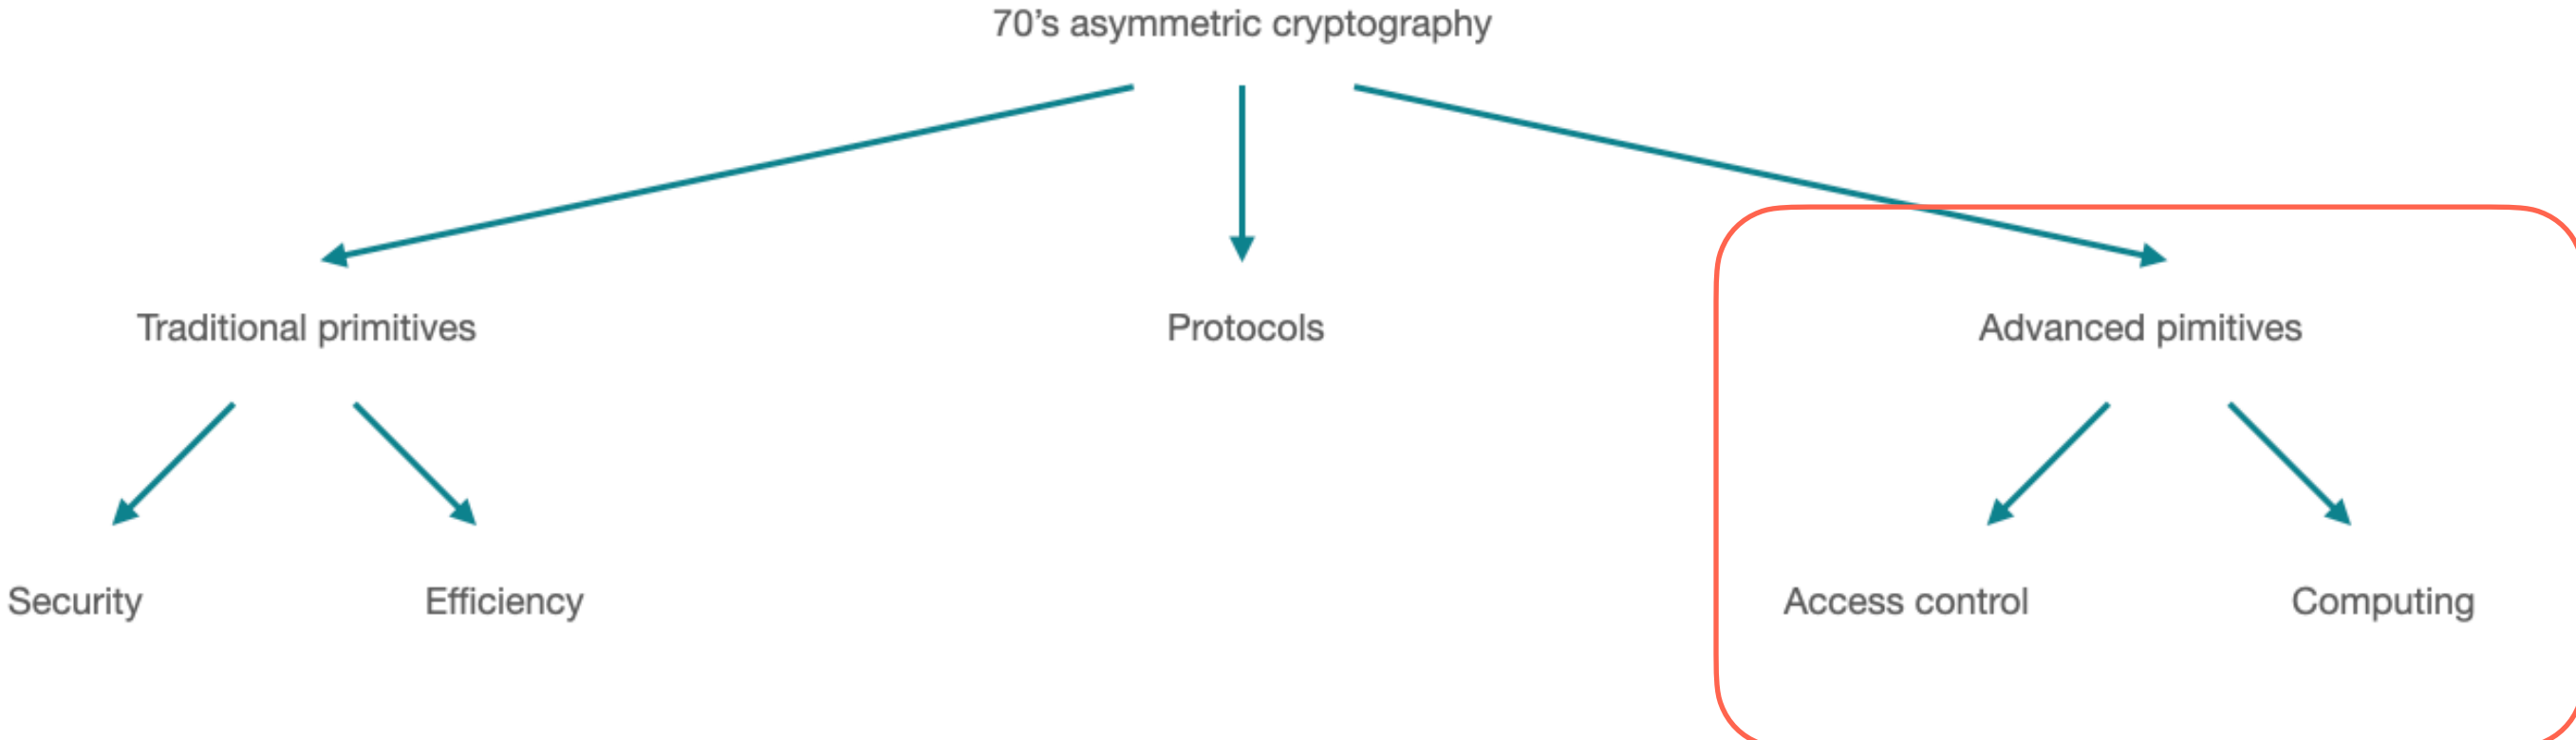 70's asymmetric cryptography
Traditional primitives
Protocols
Advanced pimitives
Security
Efficiency
Access control
Computing